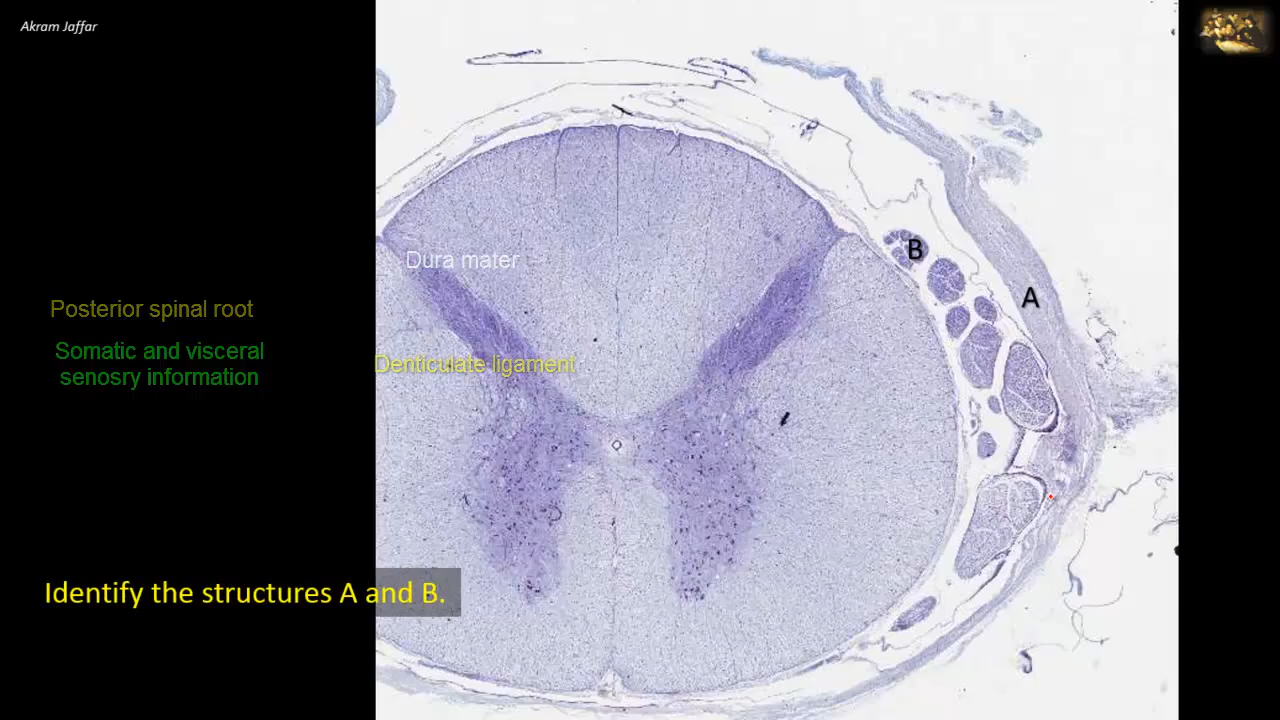 Akram Jaffar
Dura mater
B
A
Posterior spinal root
Somatic and visceral
senosry information
Denticulate ligament
Identify the structures A and B.